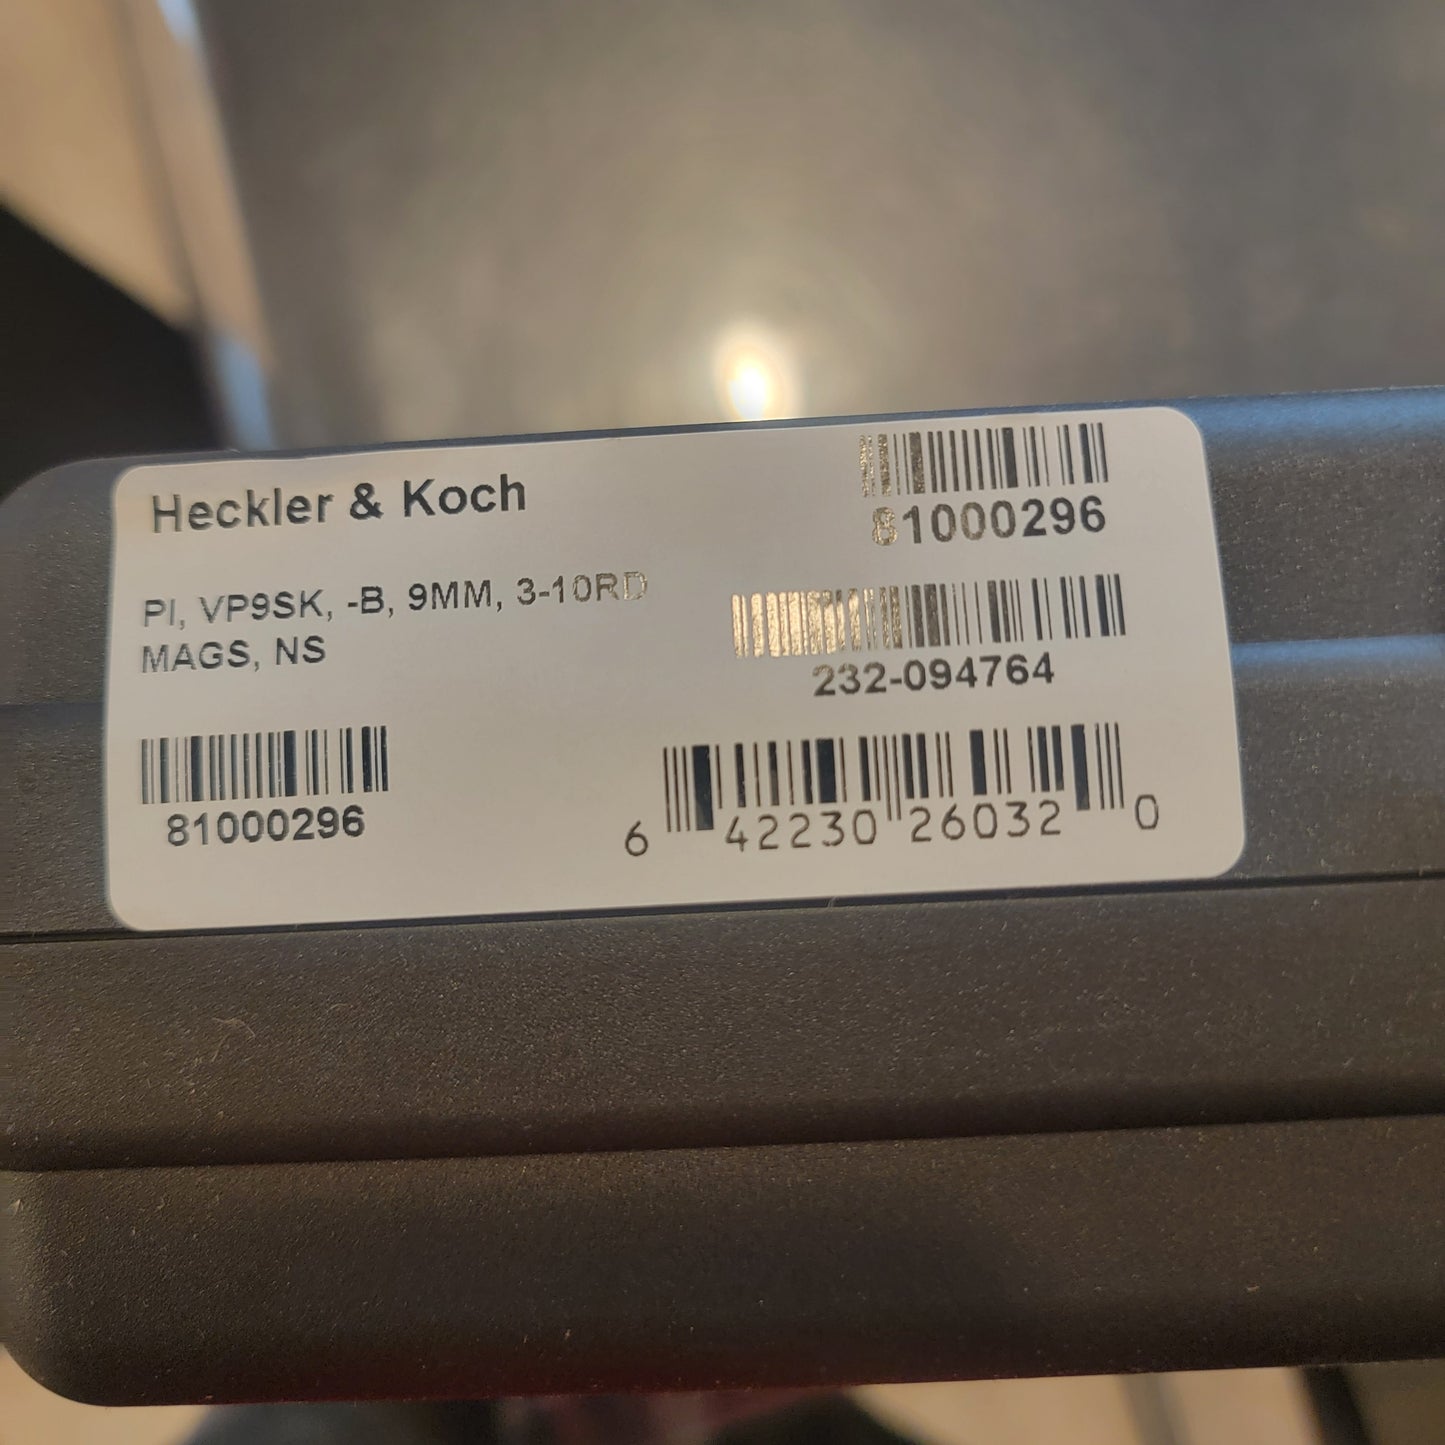 Heckler & Koch
81000296
PI, VP9SK, -B, 9MM, 3-10RD
MAGS, NS
232-094764
81000296
6 42230 26032 0